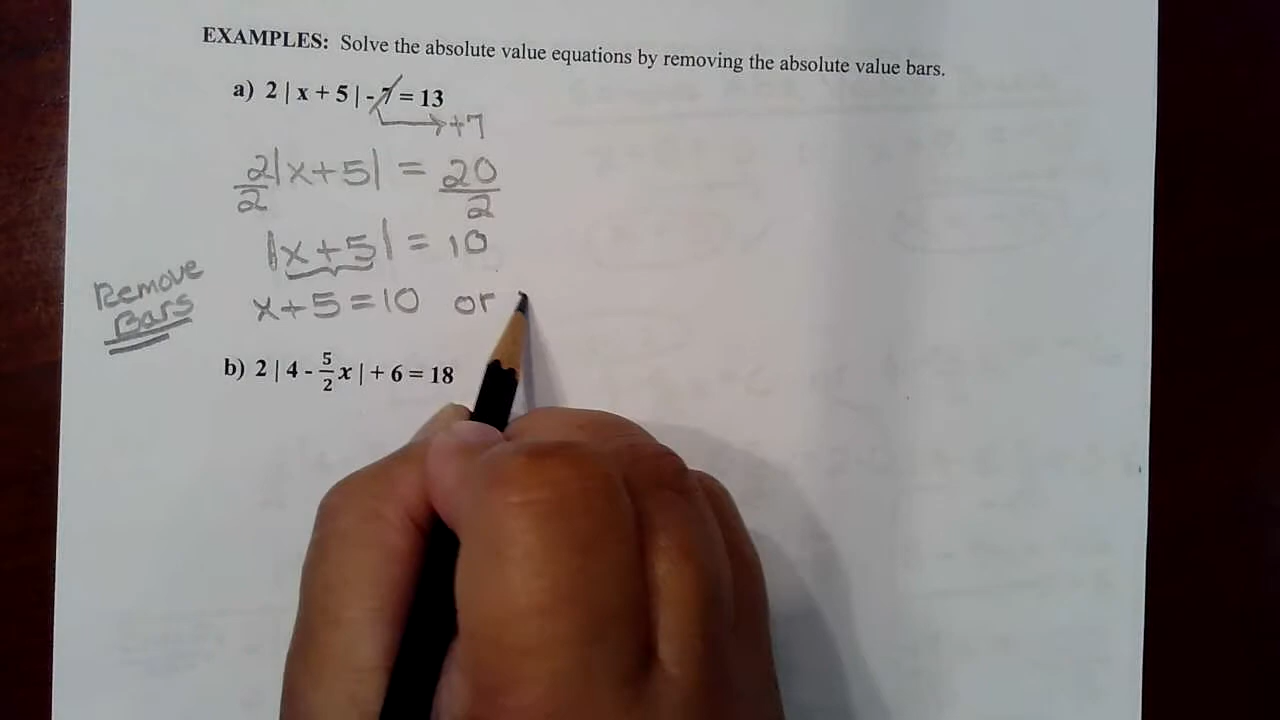 EXAMPLES: Solve the absolute value equations by removing the absolute value bars.
a) 2 | x + 5 | - 7 = 13
+7
2|x+5| = 20
2 2
|x+5| = 10
Remove
Bars
x+5=10 or
b) 2 | 4 - 5/2 x | + 6 = 18